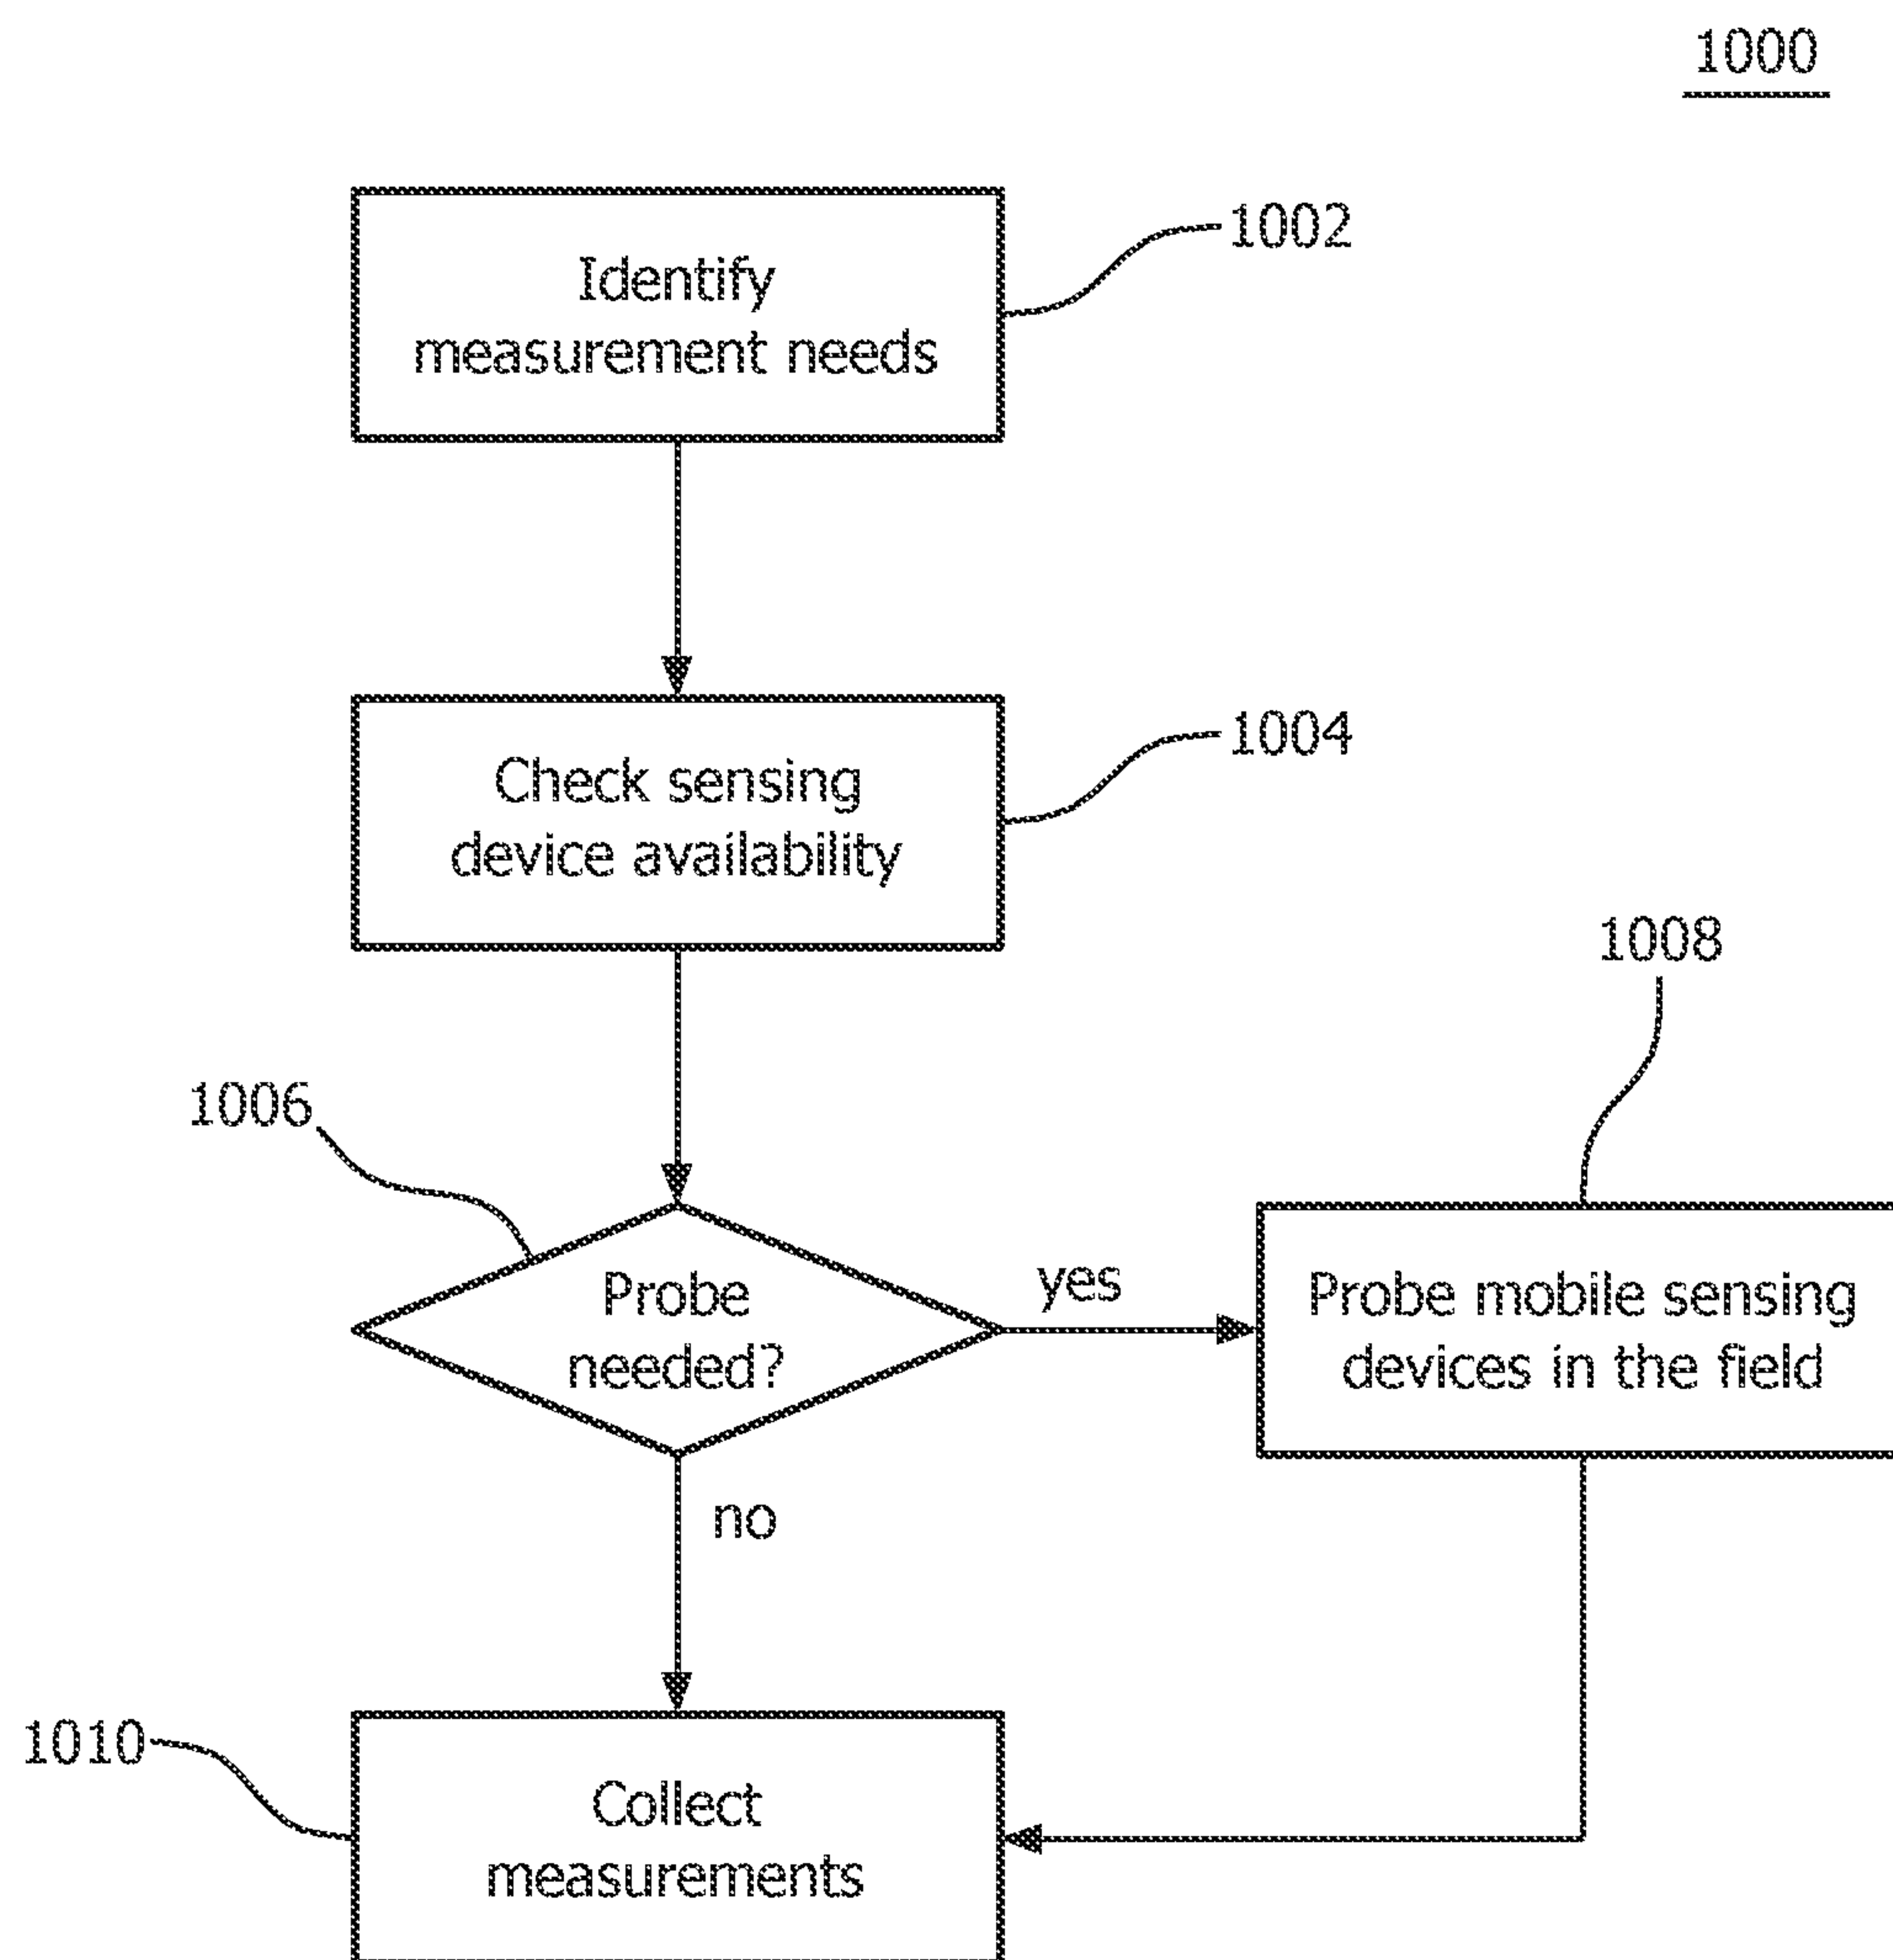 1000
Identify
measurement needs
1002
Check sensing
device availability
1004
1006
Probe
needed?
yes
1008
Probe mobile sensing
devices in the field
no
1010
Collect
measurements